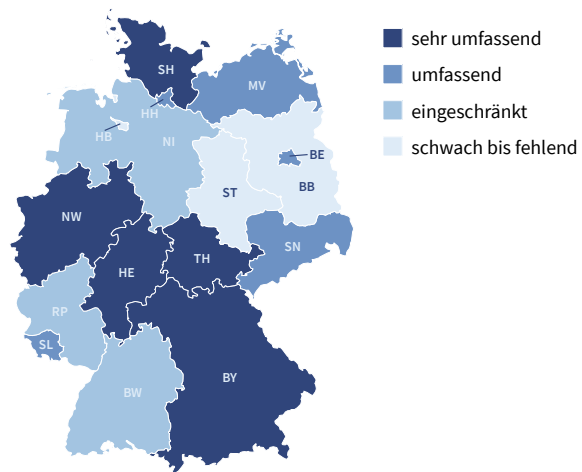 sehr umfassend
umfassend
eingeschränkt
schwach bis fehlend
SH
MV
HH
HB
NI
BE
BB
ST
NW
SN
TH
HE
RP
SL
BW
BY